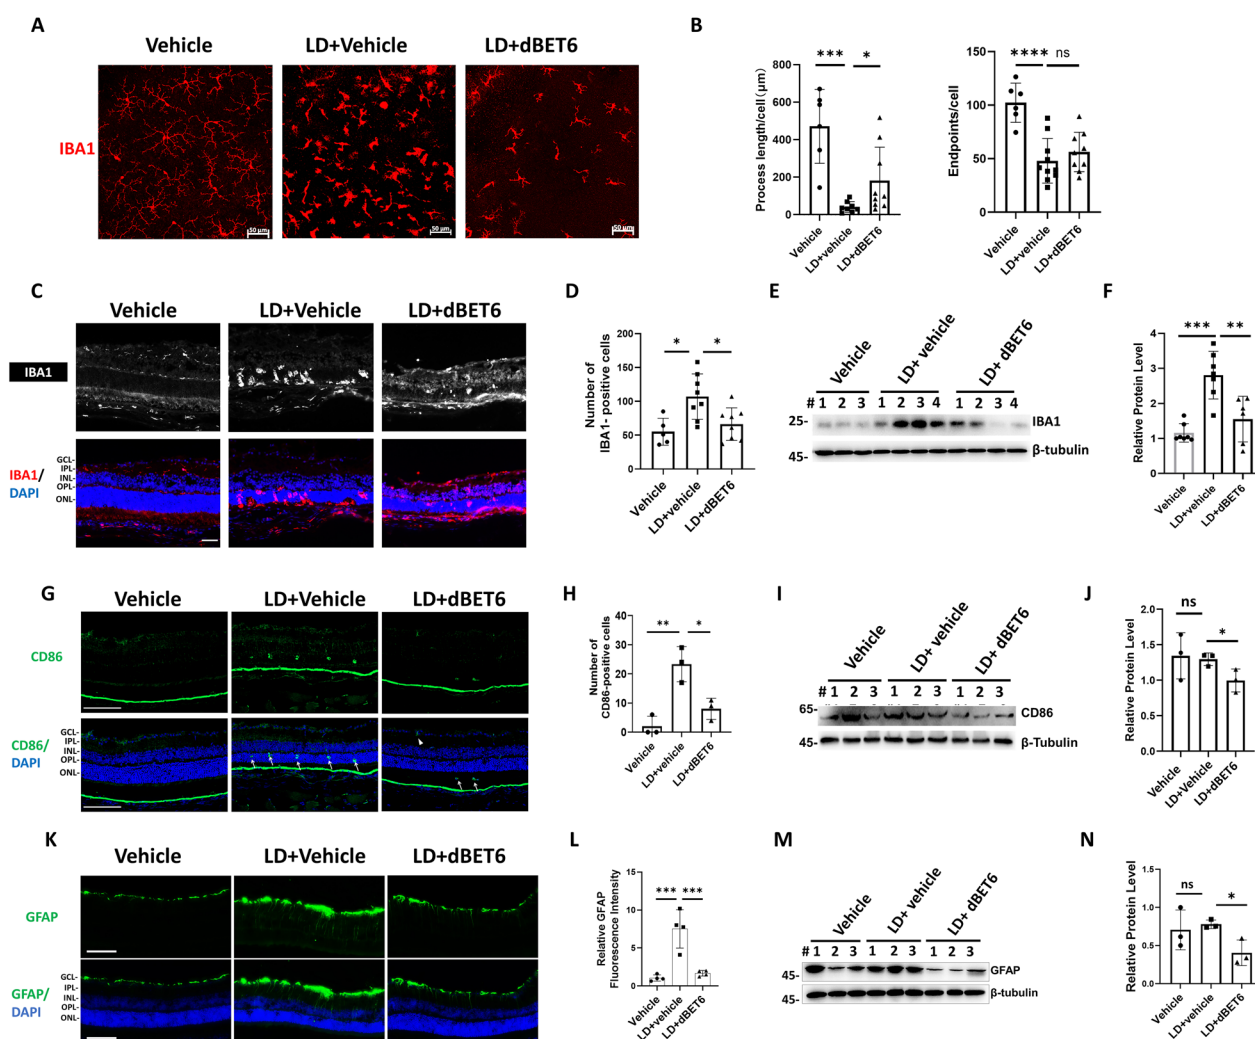 A
Vehicle
LD+Vehicle
LD+dBET6
IBA1
50 µm
50 µm
50 µm
B
Process length/cell (µm)
800
600
400
200
0
***
*
Vehicle
LD+vehicle
LD+dBET6
Endpoints/cell
150
100
50
0
****
ns
Vehicle
LD+vehicle
LD+dBET6
C
Vehicle
LD+Vehicle
LD+dBET6
IBA1
IBA1/
DAPI
GCL-
IPL-
INL-
OPL-
ONL-
D
Number of
IBA1- positive cells
200
150
100
50
0
*
*
Vehicle
LD+vehicle
LD+dBET6
E
Vehicle
LD+ vehicle
LD+ dBET6
# 1 2 3 1 2 3 4 1 2 3 4
25-
IBA1
45-
β-tubulin
F
Relative Protein Level
4
3
2
1
0
***
**
Vehicle
LD+vehicle
LD+dBET6
G
Vehicle
LD+Vehicle
LD+dBET6
CD86
CD86/
DAPI
GCL-
IPL-
INL-
OPL-
ONL-
H
Number of
CD86-positive cells
40
30
20
10
0
**
*
Vehicle
LD+vehicle
LD+dBET6
I
Vehicle
LD+ vehicle
LD+ dBET6
# 1 2 3 1 2 3 1 2 3
65-
CD86
45-
β-Tubulin
J
Relative Protein Level
2.0
1.5
1.0
0.5
0.0
ns
*
Vehicle
LD+Vehicle
LD+dBET6
K
Vehicle
LD+Vehicle
LD+dBET6
GFAP
GFAP/
DAPI
GCL-
IPL-
INL-
OPL-
ONL-
L
Relative GFAP
Fluorescence Intensity
15
10
5
0
***
***
Vehicle
LD+vehicle
LD+dBET6
M
Vehicle
LD+ vehicle
LD+ dBET6
# 1 2 3 1 2 3 1 2 3
45-
GFAP
45-
β-tubulin
N
Relative Protein Level
1.5
1.0
0.5
0.0
ns
*
Vehicle
LD+vehicle
LD+dBET6